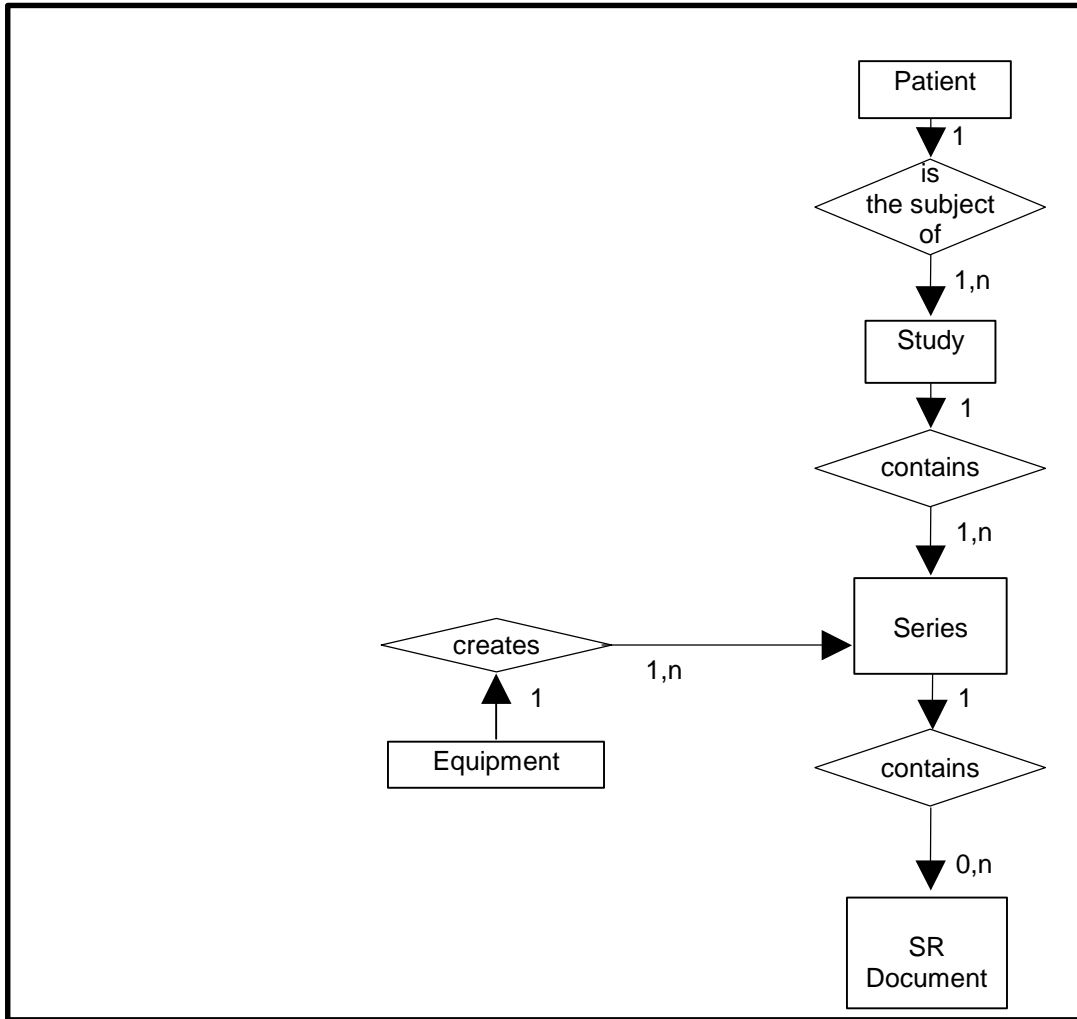 Patient
1
is
the subject
of
1,n
Study
1
contains
1,n
Series
creates
1,n
1
1
Equipment
contains
0,n
SR
Document